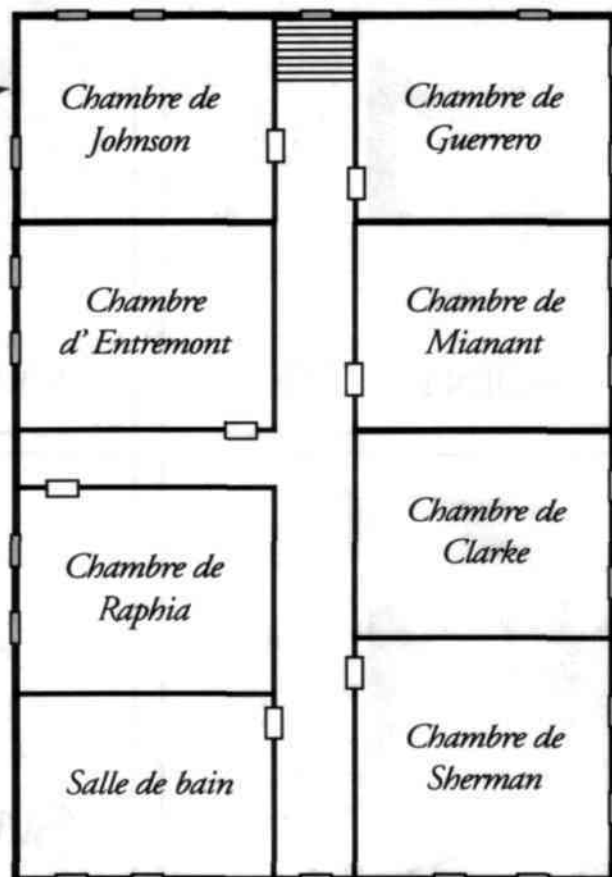 Chambre de
Johnson
Chambre de
Guerrero
Chambre
d' Entremont
Chambre de
Mianant
Chambre de
Clarke
Chambre de
Raphia
Salle de bain
Chambre de
Sherman